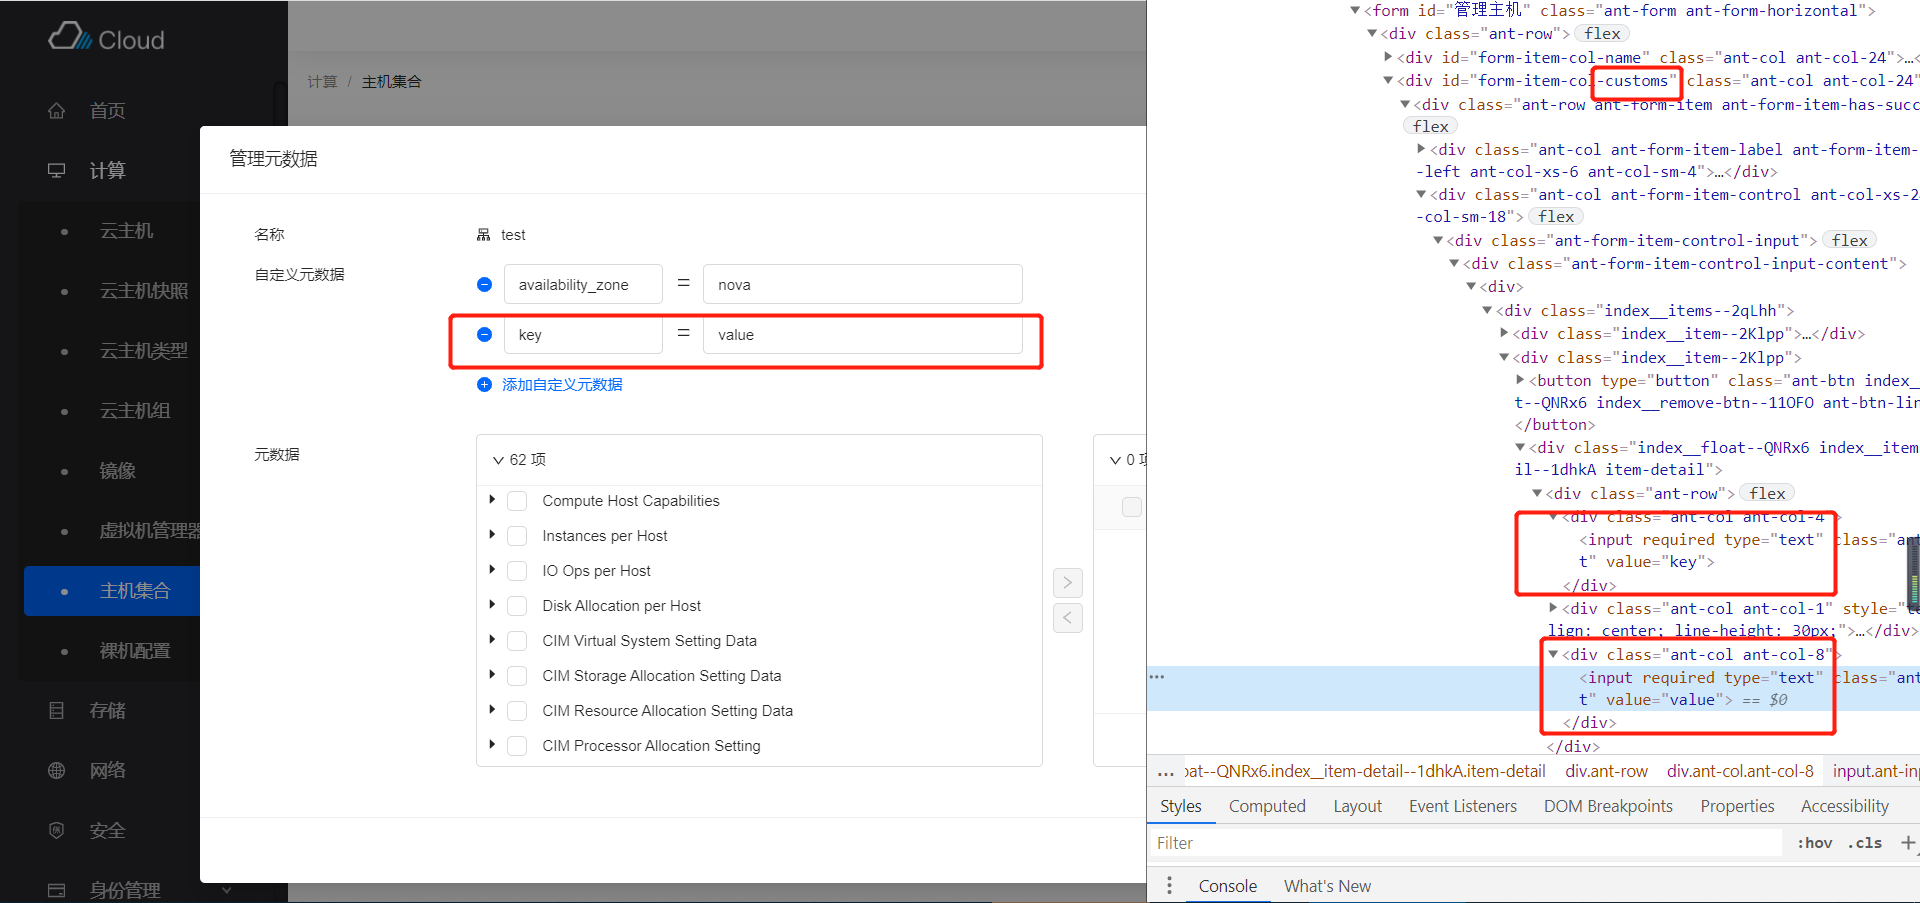 Cloud
首页
计算
云主机
云主机快照
云主机类型
云主机组
镜像
虚拟机管理器
主机集合
裸机配置
存储
网络
安全
身份管理
计算 / 主机集合
管理元数据
名称
test
自定义元数据
availability_zone = nova
key = value
添加自定义元数据
元数据
62 项
Compute Host Capabilities
Instances per Host
IO Ops per Host
Disk Allocation per Host
CIM Virtual System Setting Data
CIM Storage Allocation Setting Data
CIM Resource Allocation Setting Data
CIM Processor Allocation Setting
0 项
<form id="管理主机" class="ant-form ant-form-horizontal">
<div class="ant-row"> flex
<div id="form-item-col-name" class="ant-col ant-col-24">…<
<div id="form-item-col-customs" class="ant-col ant-col-24"
<div class="ant-row ant-form-item ant-form-item-has-succ
flex
<div class="ant-col ant-form-item-label ant-form-item-
-left ant-col-xs-6 ant-col-sm-4">…</div>
<div class="ant-col ant-form-item-control ant-col-xs-2
-col-sm-18"> flex
<div class="ant-form-item-control-input"> flex
<div class="ant-form-item-control-input-content">
<div>
<div class="index__items--2qLhh">
<div class="index__item--2Klpp">…</div>
<div class="index__item--2Klpp">
<button type="button" class="ant-btn index_
t--QNRx6 index__remove-btn--11OFO ant-btn-lin
</button>
<div class="index__float--QNRx6 index__item
il--1dhkA item-detail">
<div class="ant-row"> flex
<div class="ant-col ant-col-4">
<input required type="text" class="ant
t" value="key">
</div>
<div class="ant-col ant-col-1" style="te
lign: center; line-height: 30px;">…</div>
<div class="ant-col ant-col-8">
<input required type="text" class="ant
t" value="value"> == $0
</div>
</div>
… oat--QNRx6.index__item-detail--1dhkA.item-detail div.ant-row div.ant-col.ant-col-8 input.ant-inp
Styles Computed Layout Event Listeners DOM Breakpoints Properties Accessibility
Filter :hov .cls +
Console What's New